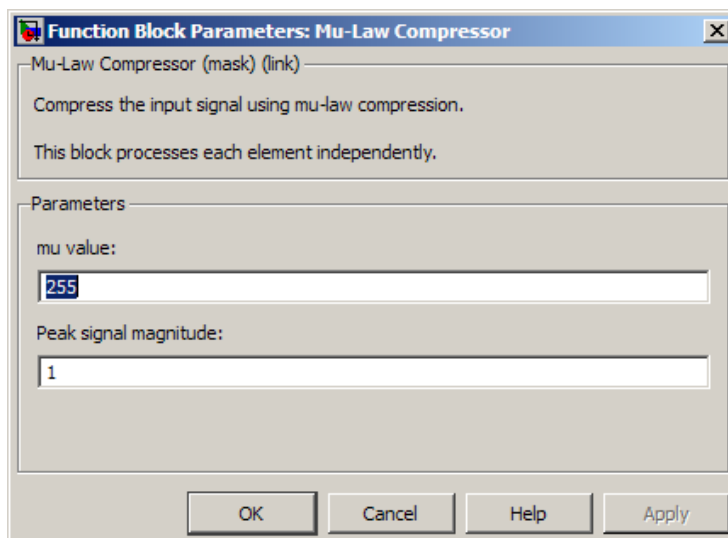 Function Block Parameters: Mu-Law Compressor
Mu-Law Compressor (mask) (link)
Compress the input signal using mu-law compression.
This block processes each element independently.
Parameters
mu value:
255
Peak signal magnitude:
1
OK Cancel Help Apply